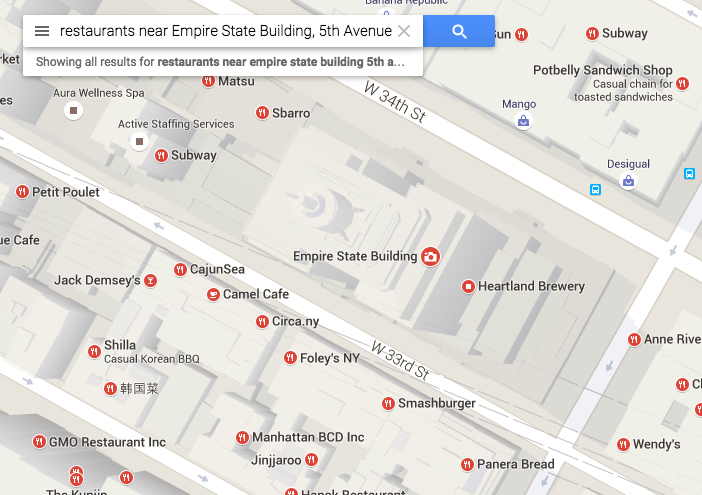 Banana Republic
restaurants near Empire State Building, 5th Avenue
Showing all results for restaurants near empire state building 5th a...
Subway
Matsu
Potbelly Sandwich Shop
Casual chain for
toasted sandwiches
Aura Wellness Spa
W 34th St
Mango
Sbarro
Active Staffing Services
Subway
Desigual
Petit Poulet
ue Cafe
Empire State Building
CajunSea
Jack Demsey's
Heartland Brewery
Camel Cafe
Circa.ny
Anne Rive
Shilla
Casual Korean BBQ
Foley's NY
W 33rd St
韩国菜
Smashburger
GMO Restaurant Inc
Manhattan BCD Inc
Wendy's
Jinjjaroo
Panera Bread
The Kunjip
Hanok Restaurant